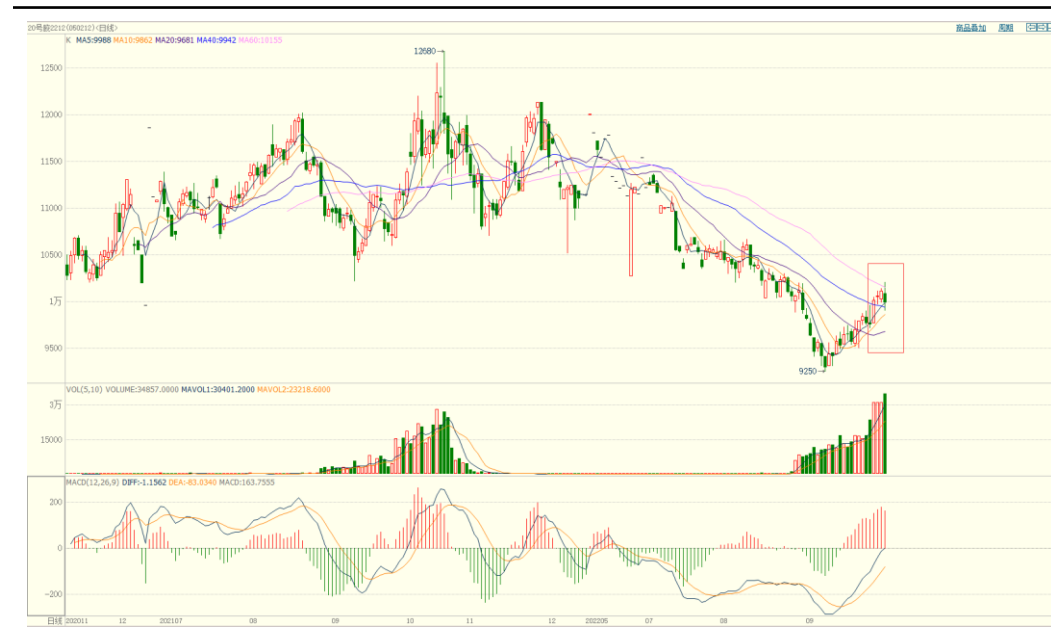 20号胶2212(050212)<日线> 商品叠加 周期
K MA5:9988 MA10:9862 MA20:9681 MA40:9942 MA60:10155
12680
12500
12000
11500
11000
10500
1万
9500
9250
VOL(5,10) VOLUME:34857.0000 MAVOL1:30401.2000 MAVOL2:23218.6000
3万
15000
MACD(12,26,9) DIFF:-1.1562 DEA:-83.0340 MACD:163.7555
200
0
-200
日线 202011 12 202107 08 09 10 11 12 202205 07 08 09